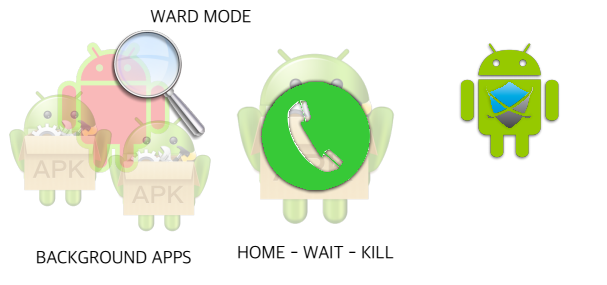 WARD MODE
APK
APK
BACKGROUND APPS
HOME - WAIT - KILL